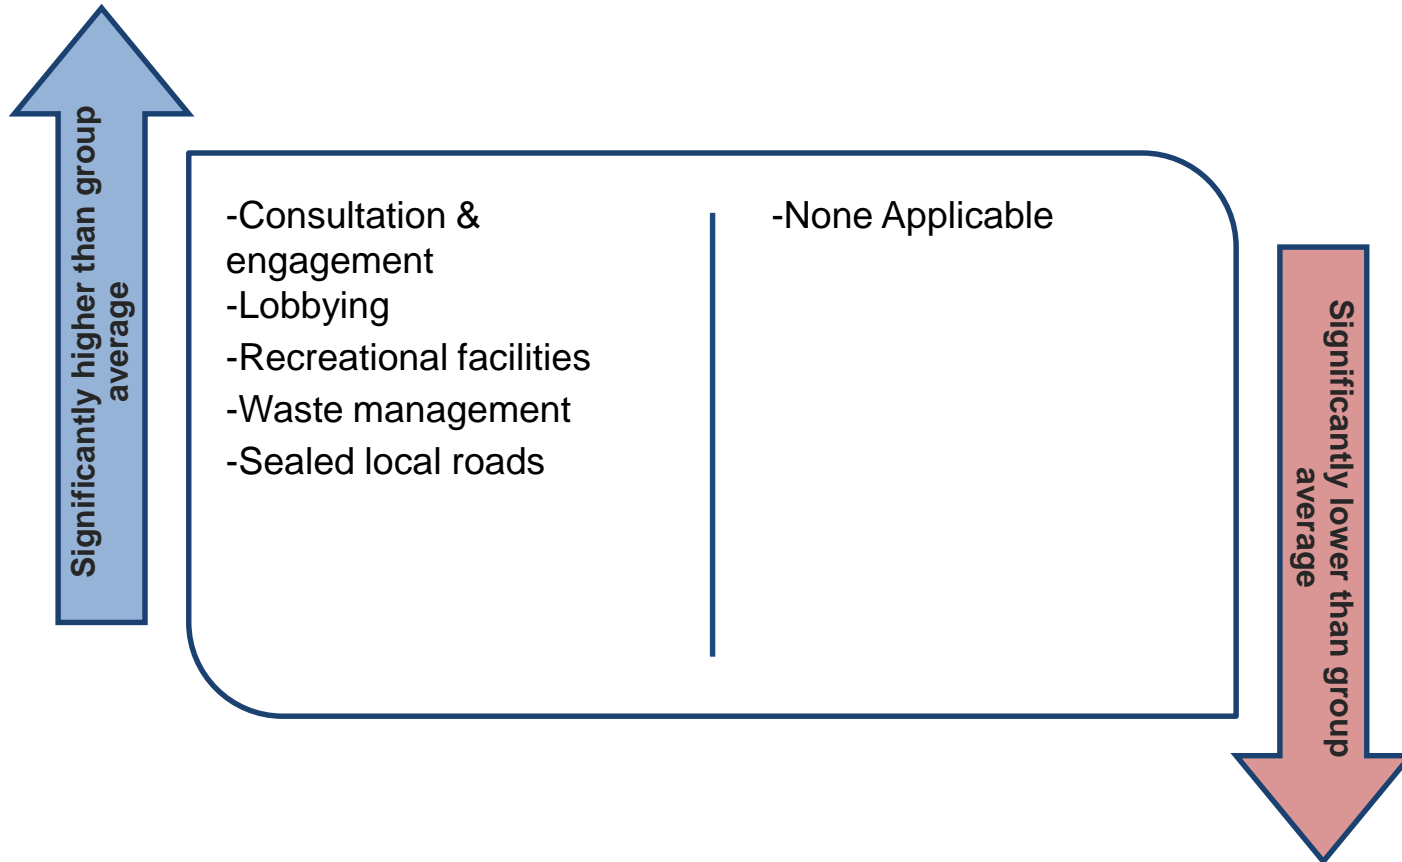 Significantly higher than group
average
-Consultation &
engagement
-Lobbying
-Recreational facilities
-Waste management
-Sealed local roads
-None Applicable
Significantly lower than group
average